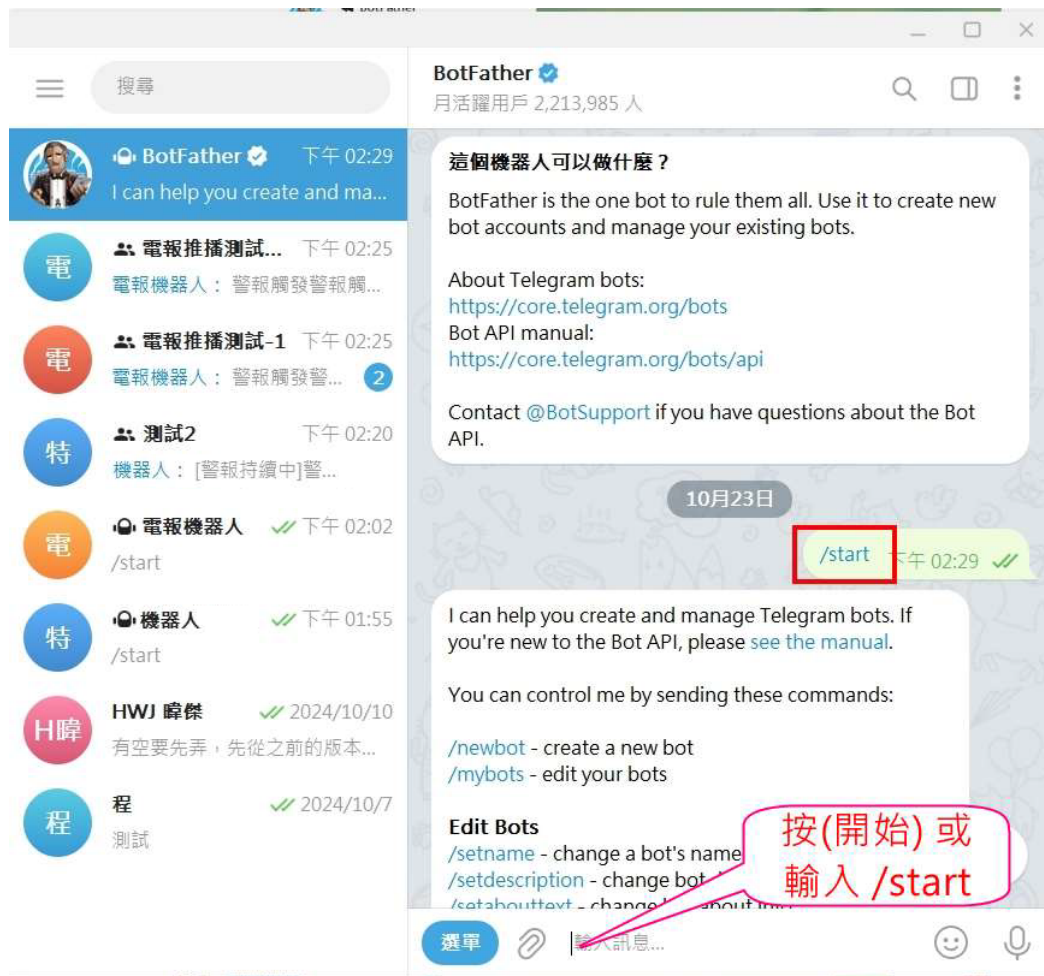 BotFather
搜尋
BotFather
月活躍用戶 2,213,985 人
BotFather 下午 02:29
I can help you create and ma...
電 電報推播測試... 下午 02:25
電報機器人： 警報觸發警報觸...
電 電報推播測試-1 下午 02:25
電報機器人： 警報觸發警... 2
特 測試2 下午 02:20
機器人： [警報持續中]警...
電 電報機器人 下午 02:02
/start
特 機器人 下午 01:55
/start
H暐 HWJ 暐傑 2024/10/10
有空要先弄，先從之前的版本...
程 程 2024/10/7
測試
這個機器人可以做什麼？
BotFather is the one bot to rule them all. Use it to create new
bot accounts and manage your existing bots.
About Telegram bots:
https://core.telegram.org/bots
Bot API manual:
https://core.telegram.org/bots/api
Contact @BotSupport if you have questions about the Bot
API.
10月23日
/start 下午 02:29
I can help you create and manage Telegram bots. If
you're new to the Bot API, please see the manual.
You can control me by sending these commands:
/newbot - create a new bot
/mybots - edit your bots
Edit Bots
/setname - change a bot's name
/setdescription - change bot
/setabouttext - change
按(開始) 或
輸入 /start
選單 輸入訊息...